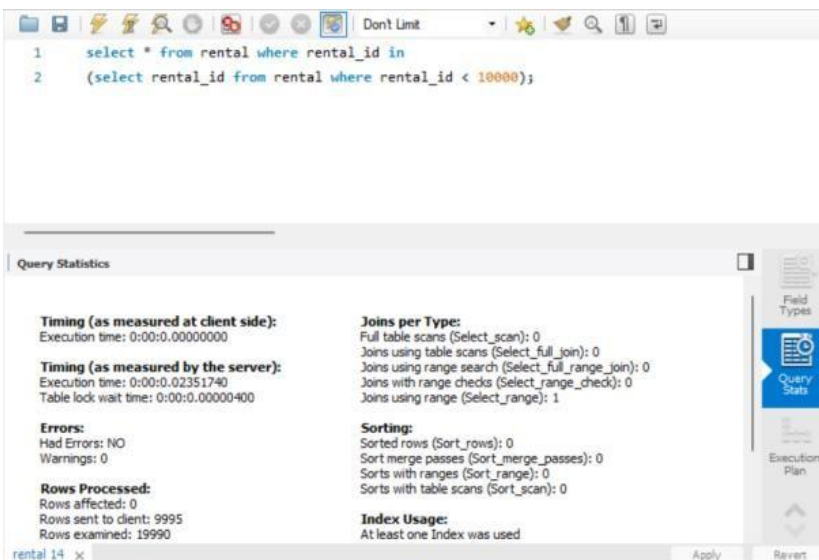 Don't Limit
1 select * from rental where rental_id in
2 (select rental_id from rental where rental_id < 10000);
Query Statistics
Timing (as measured at client side):
Execution time: 0:00:0.00000000
Timing (as measured by the server):
Execution time: 0:00:0.02351740
Table lock wait time: 0:00:0.00000400
Errors:
Had Errors: NO
Warnings: 0
Rows Processed:
Rows affected: 0
Rows sent to client: 9995
Rows examined: 19990
Joins per Type:
Full table scans (Select_scan): 0
Joins using table scans (Select_full_join): 0
Joins using range search (Select_full_range_join): 0
Joins with range checks (Select_range_check): 0
Joins using range (Select_range): 1
Sorting:
Sorted rows (Sort_rows): 0
Sort merge passes (Sort_merge_passes): 0
Sorts with ranges (Sort_range): 0
Sorts with table scans (Sort_scan): 0
Index Usage:
At least one Index was used
Field
Types
Query
Stats
Execution
Plan
rental 14
Apply
Revert